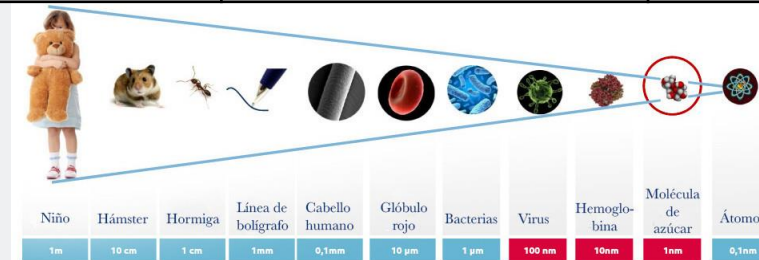 Niño
Hámster
Hormiga
Línea de
bolígrafo
Cabello
humano
Glóbulo
rojo
Bacterias
Virus
Hemoglo-
bina
Molécula
de
azúcar
Átomo
1m
10 cm
1 cm
1mm
0,1mm
10 µm
1 µm
100 nm
10nm
1nm
0,1nm